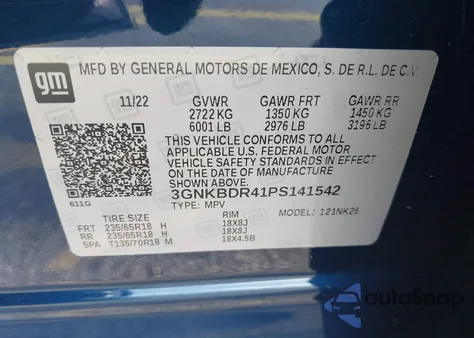 gm
MFD BY GENERAL MOTORS DE MEXICO, S. DE R.L. DE C.V.
11/22 GVWR GAWR FRT GAWR RR
2722 KG 1350 KG 1450 KG
6001 LB 2976 LB 3196 LB
THIS VEHICLE CONFORMS TO ALL
APPLICABLE U.S. FEDERAL MOTOR
VEHICLE SAFETY STANDARDS IN EFFECT
ON THE DATE OF MANUFACTURE
SHOWN ABOVE.
3GNKBDR41PS141542
611G
TYPE: MPV MODEL: 121NK26
TIRE SIZE RIM
FRT 235/65R18 H 18X8J
RR 235/65R18 H 18X8J
SPA T135/70R18 M 18X4.5B
autoSnap